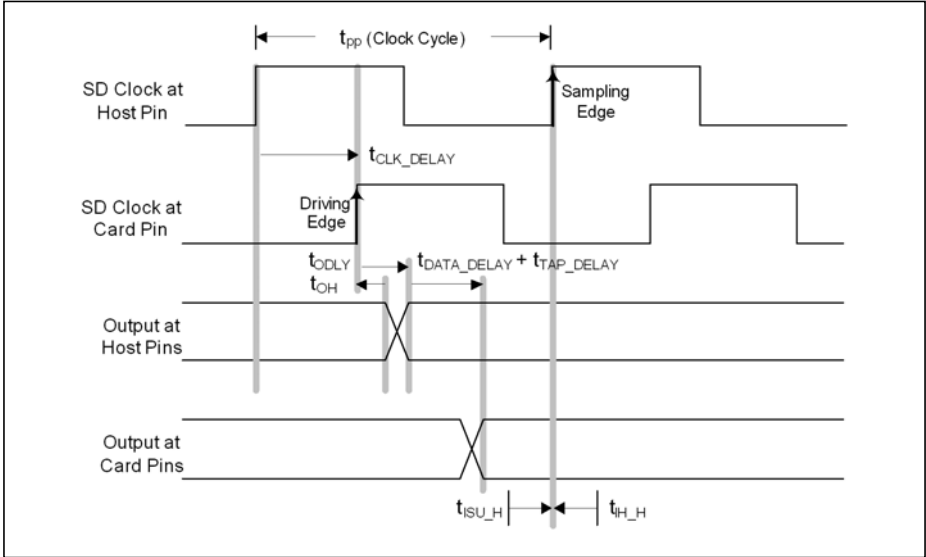 tpp (Clock Cycle)
SD Clock at
Host Pin
Sampling
Edge
tCLK_DELAY
SD Clock at
Card Pin
Driving
Edge
tODLY
tDATA_DELAY + tTAP_DELAY
tOH
Output at
Host Pins
Output at
Card Pins
tISU_H
tIH_H